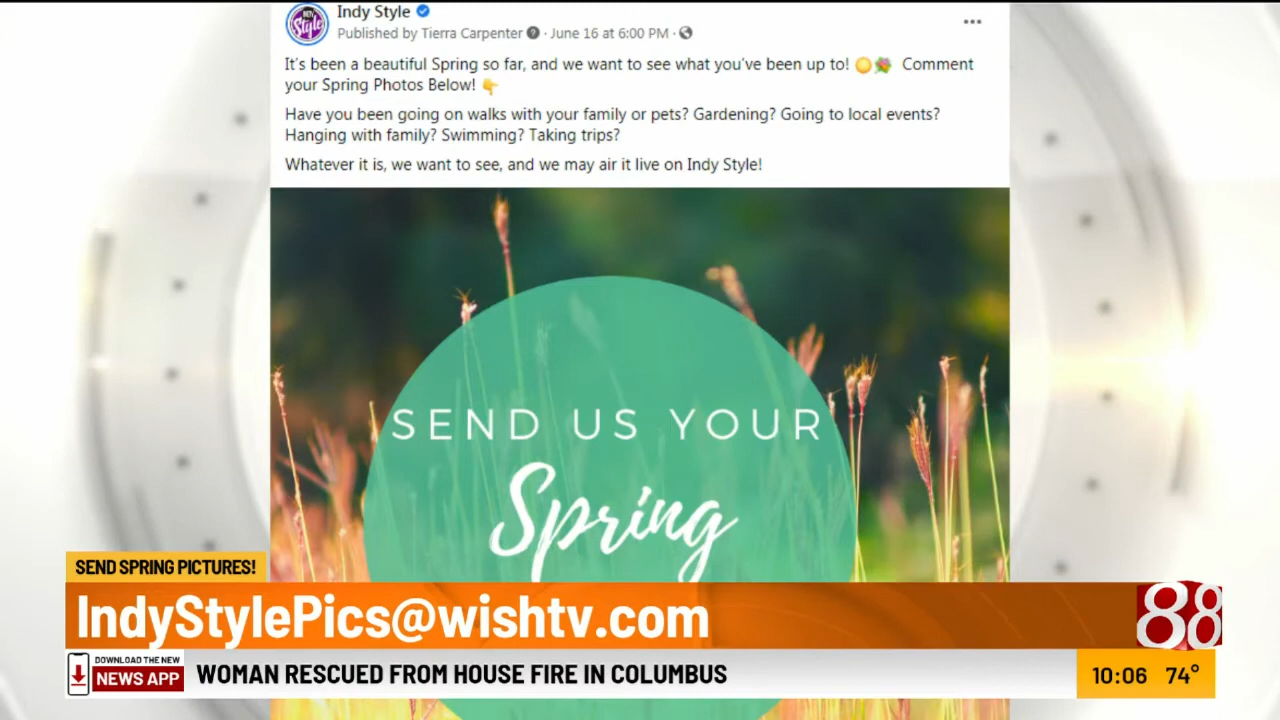 Indy Style
Published by Tierra Carpenter · June 16 at 6:00 PM ·
It's been a beautiful Spring so far, and we want to see what you've been up to! 🌞💐 Comment
your Spring Photos Below! 👇
Have you been going on walks with your family or pets? Gardening? Going to local events?
Hanging with family? Swimming? Taking trips?
Whatever it is, we want to see, and we may air it live on Indy Style!
SEND US YOUR
Spring
SEND SPRING PICTURES!
IndyStylePics@wishtv.com
88
DOWNLOAD THE NEW
NEWS APP
WOMAN RESCUED FROM HOUSE FIRE IN COLUMBUS
10:06 74°